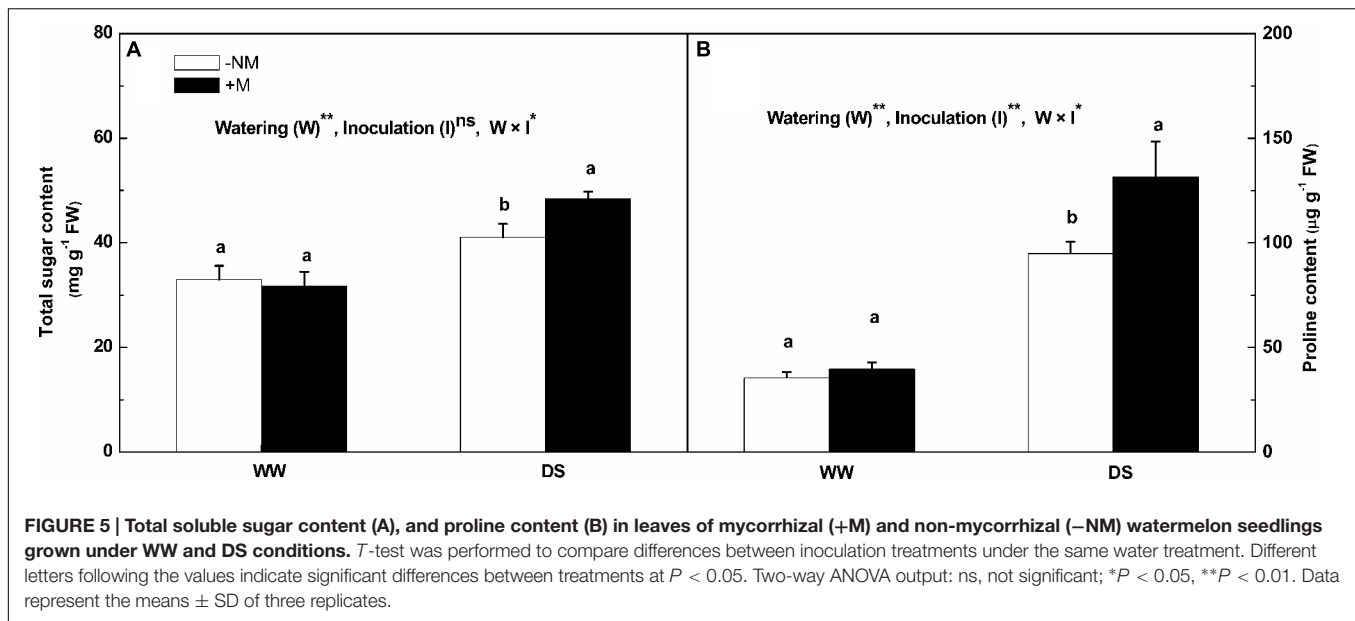 A
B
-NM
+M
Watering (W)**, Inoculation (I)ns, W × I*
Watering (W)**, Inoculation (I)**, W × I*
80
60
40
20
0
Total sugar content
(mg g-1 FW)
a
a
b
a
WW
DS
a
a
b
a
WW
DS
200
150
100
50
0
Proline content (µg g-1 FW)
FIGURE 5 | Total soluble sugar content (A), and proline content (B) in leaves of mycorrhizal (+M) and non-mycorrhizal (−NM) watermelon seedlings
grown under WW and DS conditions. T-test was performed to compare differences between inoculation treatments under the same water treatment. Different
letters following the values indicate significant differences between treatments at P < 0.05. Two-way ANOVA output: ns, not significant; *P < 0.05, **P < 0.01. Data
represent the means ± SD of three replicates.